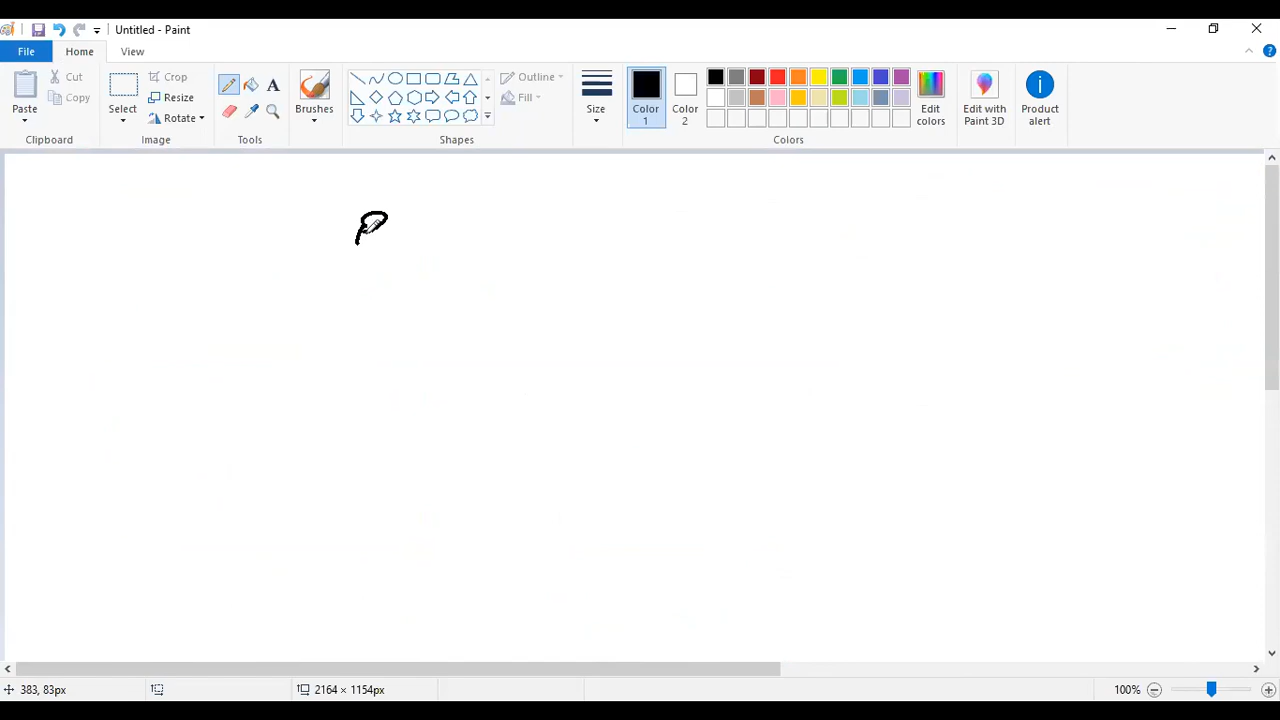 Untitled - Paint
File
Home
View
Paste
Cut
Copy
Clipboard
Select
Crop
Resize
Rotate
Image
A
Tools
Brushes
Outline
Fill
Shapes
Size
Color
1
Color
2
Edit
colors
Colors
Edit with
Paint 3D
Product
alert
P
383, 83px
2164 × 1154px
100%